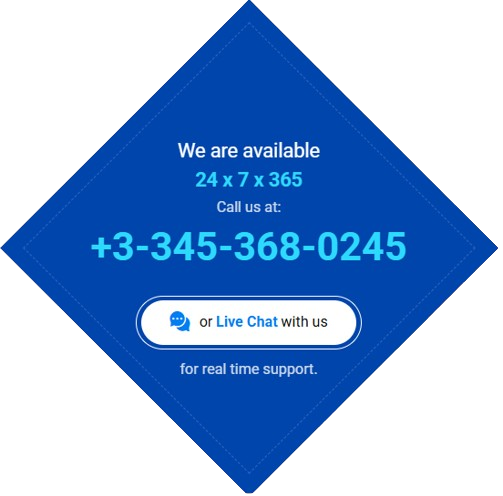 We are available
24 x 7 x 365
Call us at:
+3-345-368-0245
or Live Chat with us
for real time support.